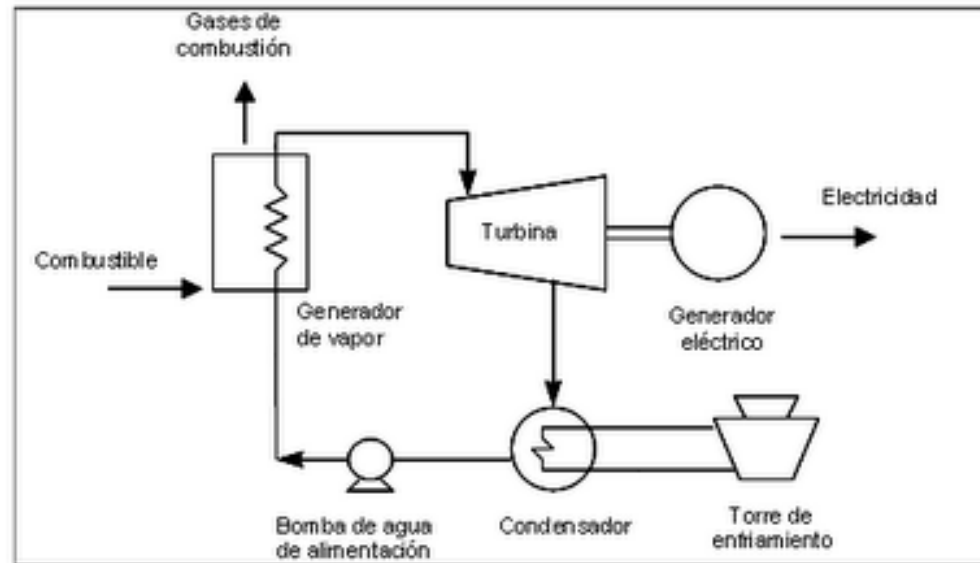 Gases de
combustión
Combustible
Generador
de vapor
Turbina
Electricidad
Generador
eléctrico
Bomba de agua
de alimentación
Condensador
Torre de
enfriamiento